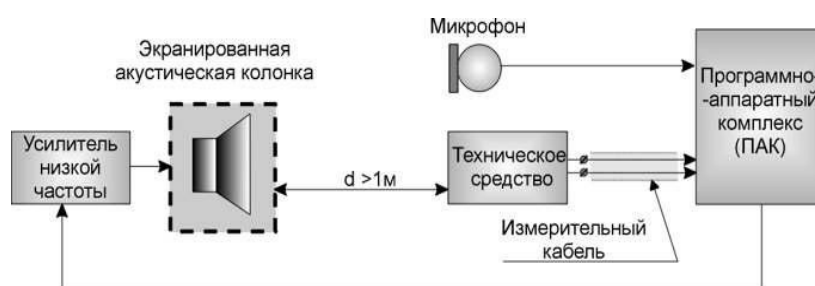 Микрофон
Экранированная
акустическая колонка
Программно-
-аппаратный
комплекс
(ПАК)
Усилитель
низкой
частоты
Техническое
средство
d >1м
Измерительный
кабель